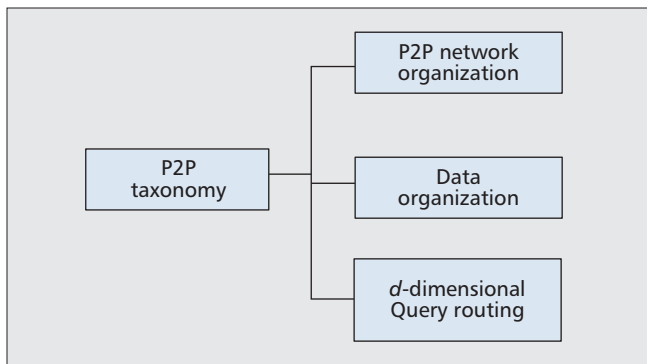 P2P
taxonomy
P2P network
organization
Data
organization
d-dimensional
Query routing